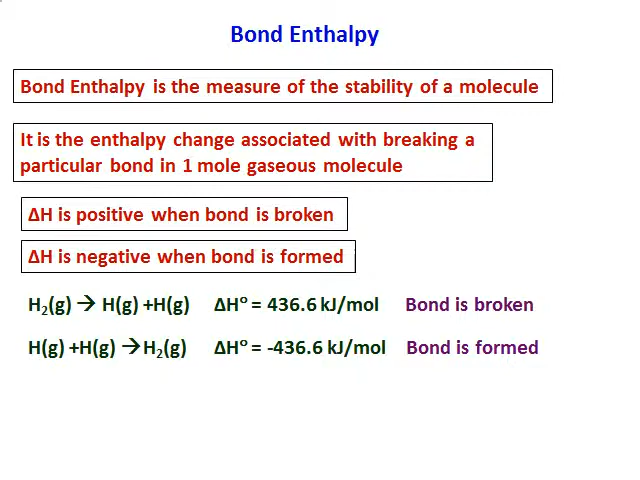 Bond Enthalpy
Bond Enthalpy is the measure of the stability of a molecule
It is the enthalpy change associated with breaking a
particular bond in 1 mole gaseous molecule
ΔH is positive when bond is broken
ΔH is negative when bond is formed
H₂(g) → H(g) +H(g) ΔH° = 436.6 kJ/mol Bond is broken
H(g) +H(g) →H₂(g) ΔH° = -436.6 kJ/mol Bond is formed